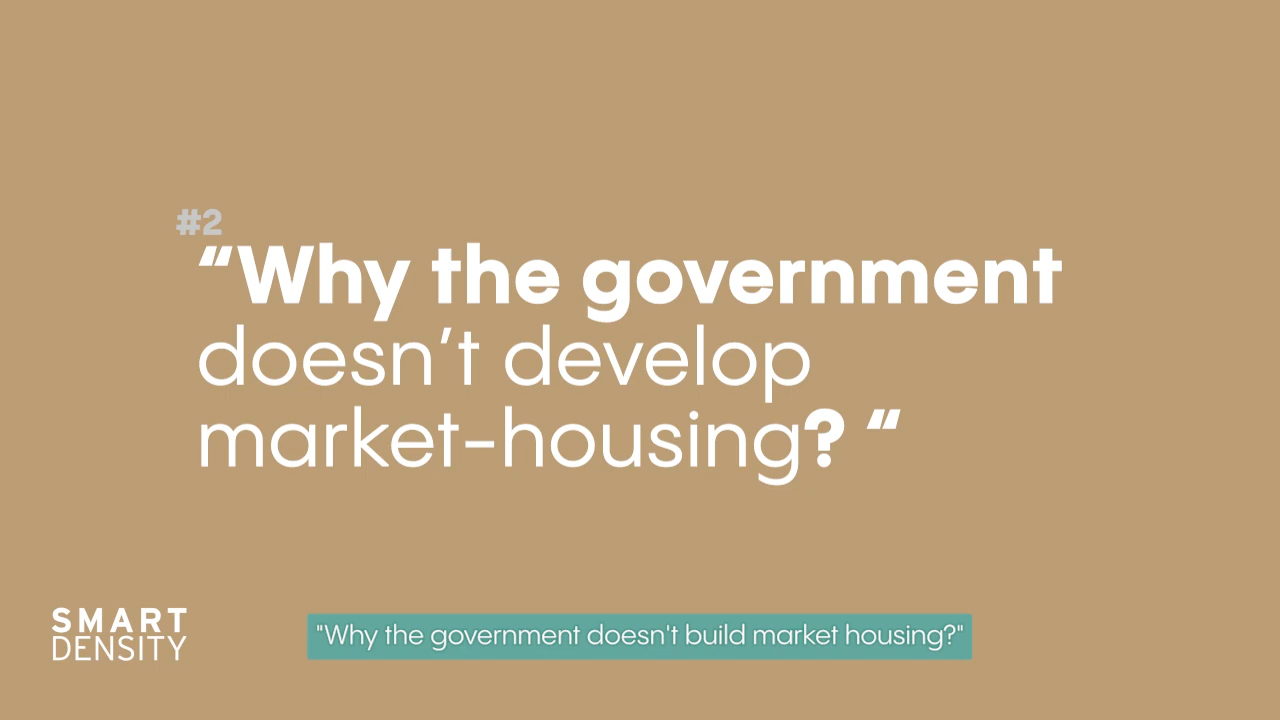 #2
“Why the government
doesn’t develop
market-housing? “
SMART
DENSITY
"Why the government doesn't build market housing?"